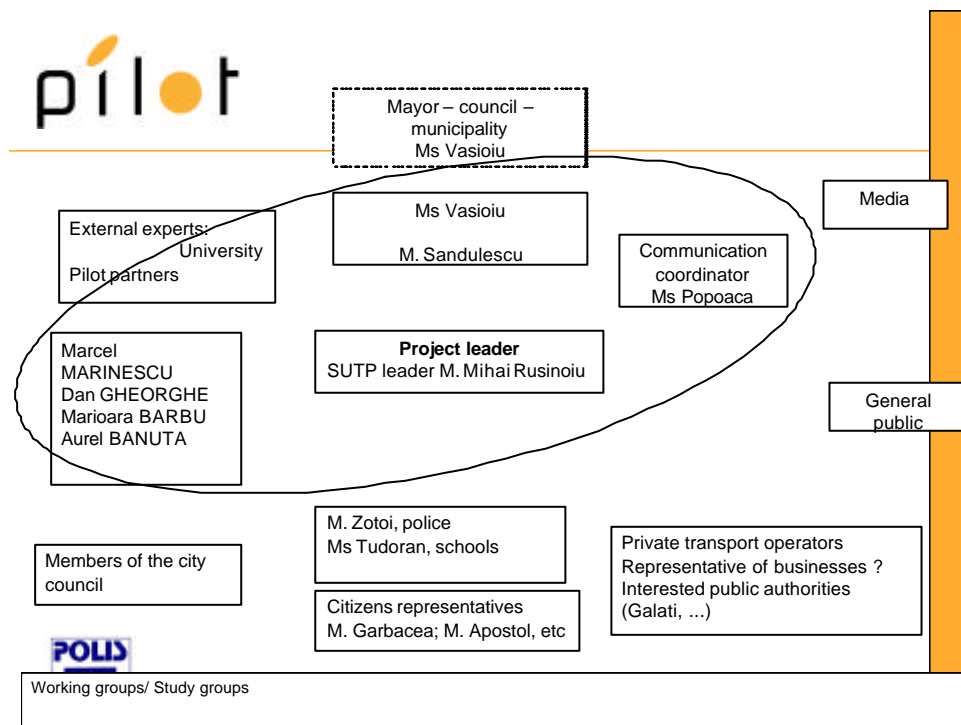 pílot
Mayor – council –
municipality
Ms Vasioiu
Media
Ms Vasioiu
M. Sandulescu
External experts:
University
Pilot partners
Communication
coordinator
Ms Popoaca
Marcel
MARINESCU
Dan GHEORGHE
Marioara BARBU
Aurel BANUTA
Project leader
SUTP leader M. Mihai Rusinoiu
General
public
M. Zotoi, police
Ms Tudoran, schools
Private transport operators
Representative of businesses ?
Interested public authorities
(Galati, ...)
Members of the city
council
Citizens representatives
M. Garbacea; M. Apostol, etc
POLIS
Working groups/ Study groups